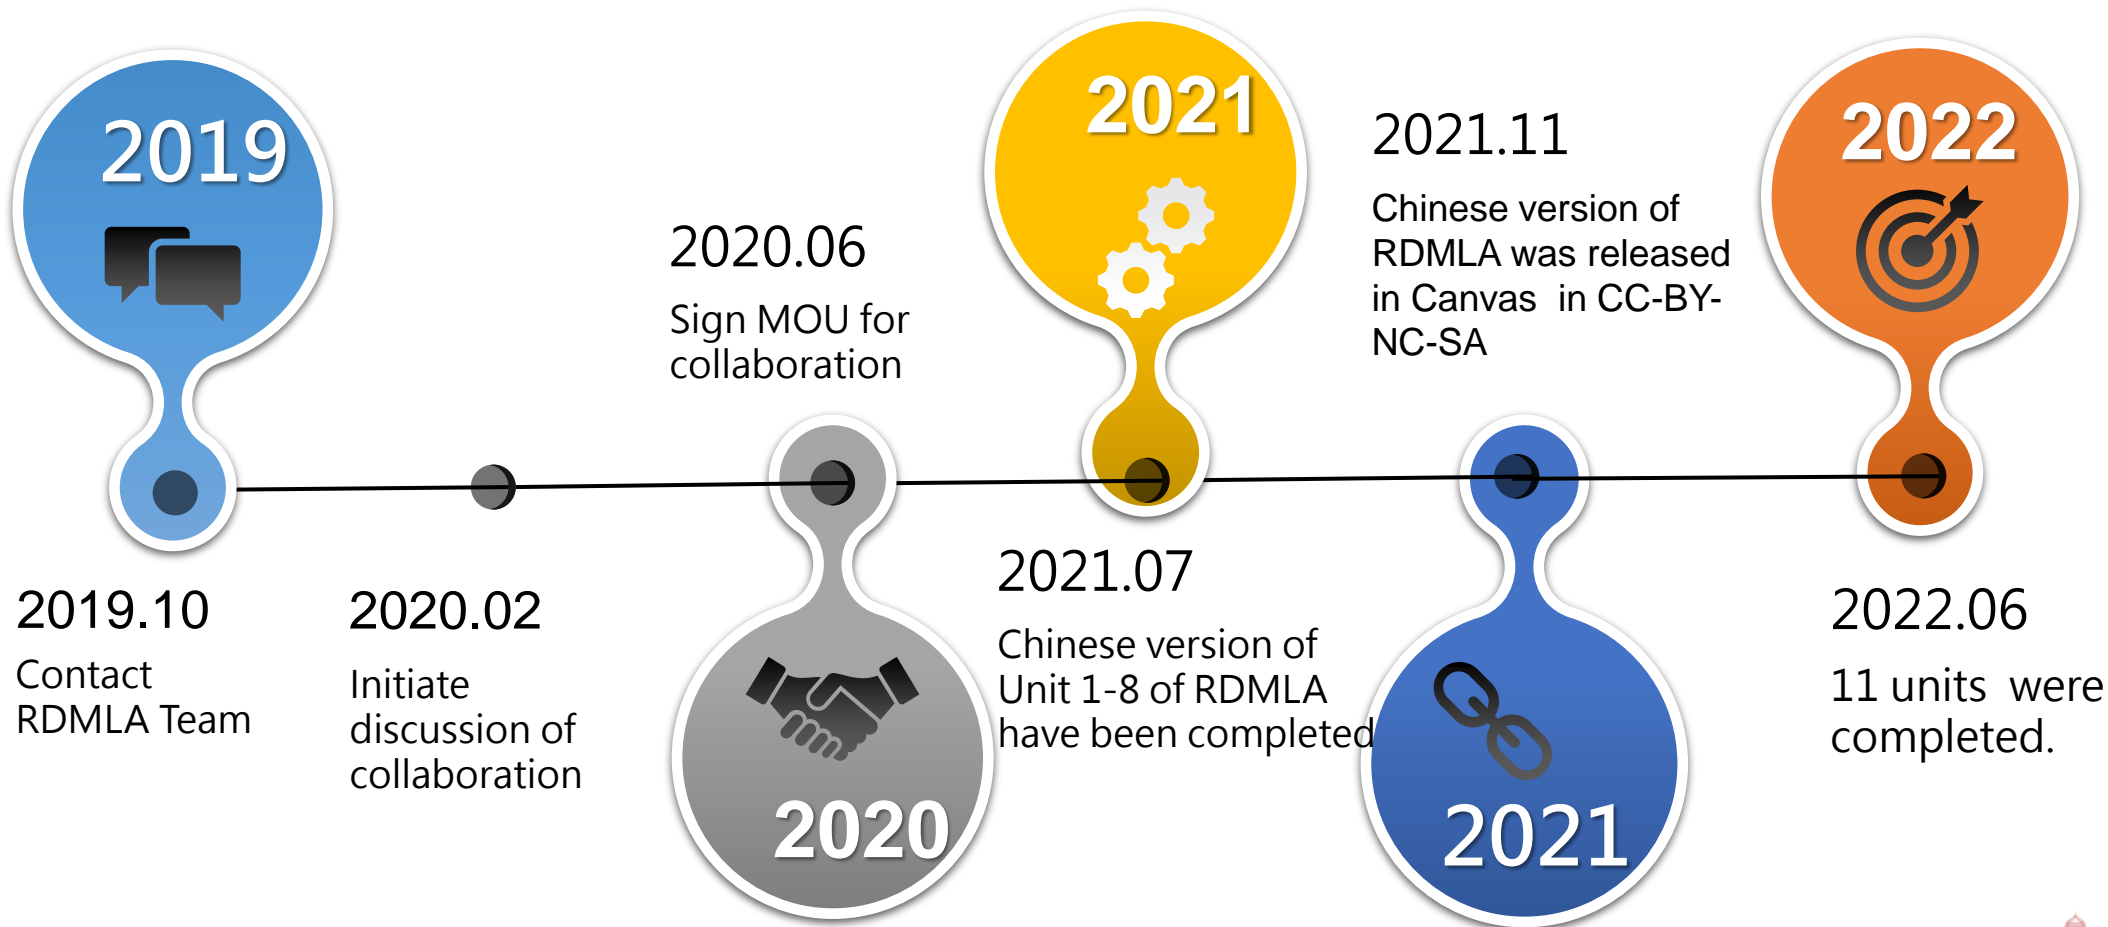 2019
2019.10
Contact
RDMLA Team
2020.02
Initiate
discussion of
collaboration
2020.06
Sign MOU for
collaboration
2020
2021
2021.07
Chinese version of
Unit 1-8 of RDMLA
have been completed
2021.11
Chinese version of
RDMLA was released
in Canvas  in CC-BY-
NC-SA
2021
2022
2022.06
11 units  were
completed.